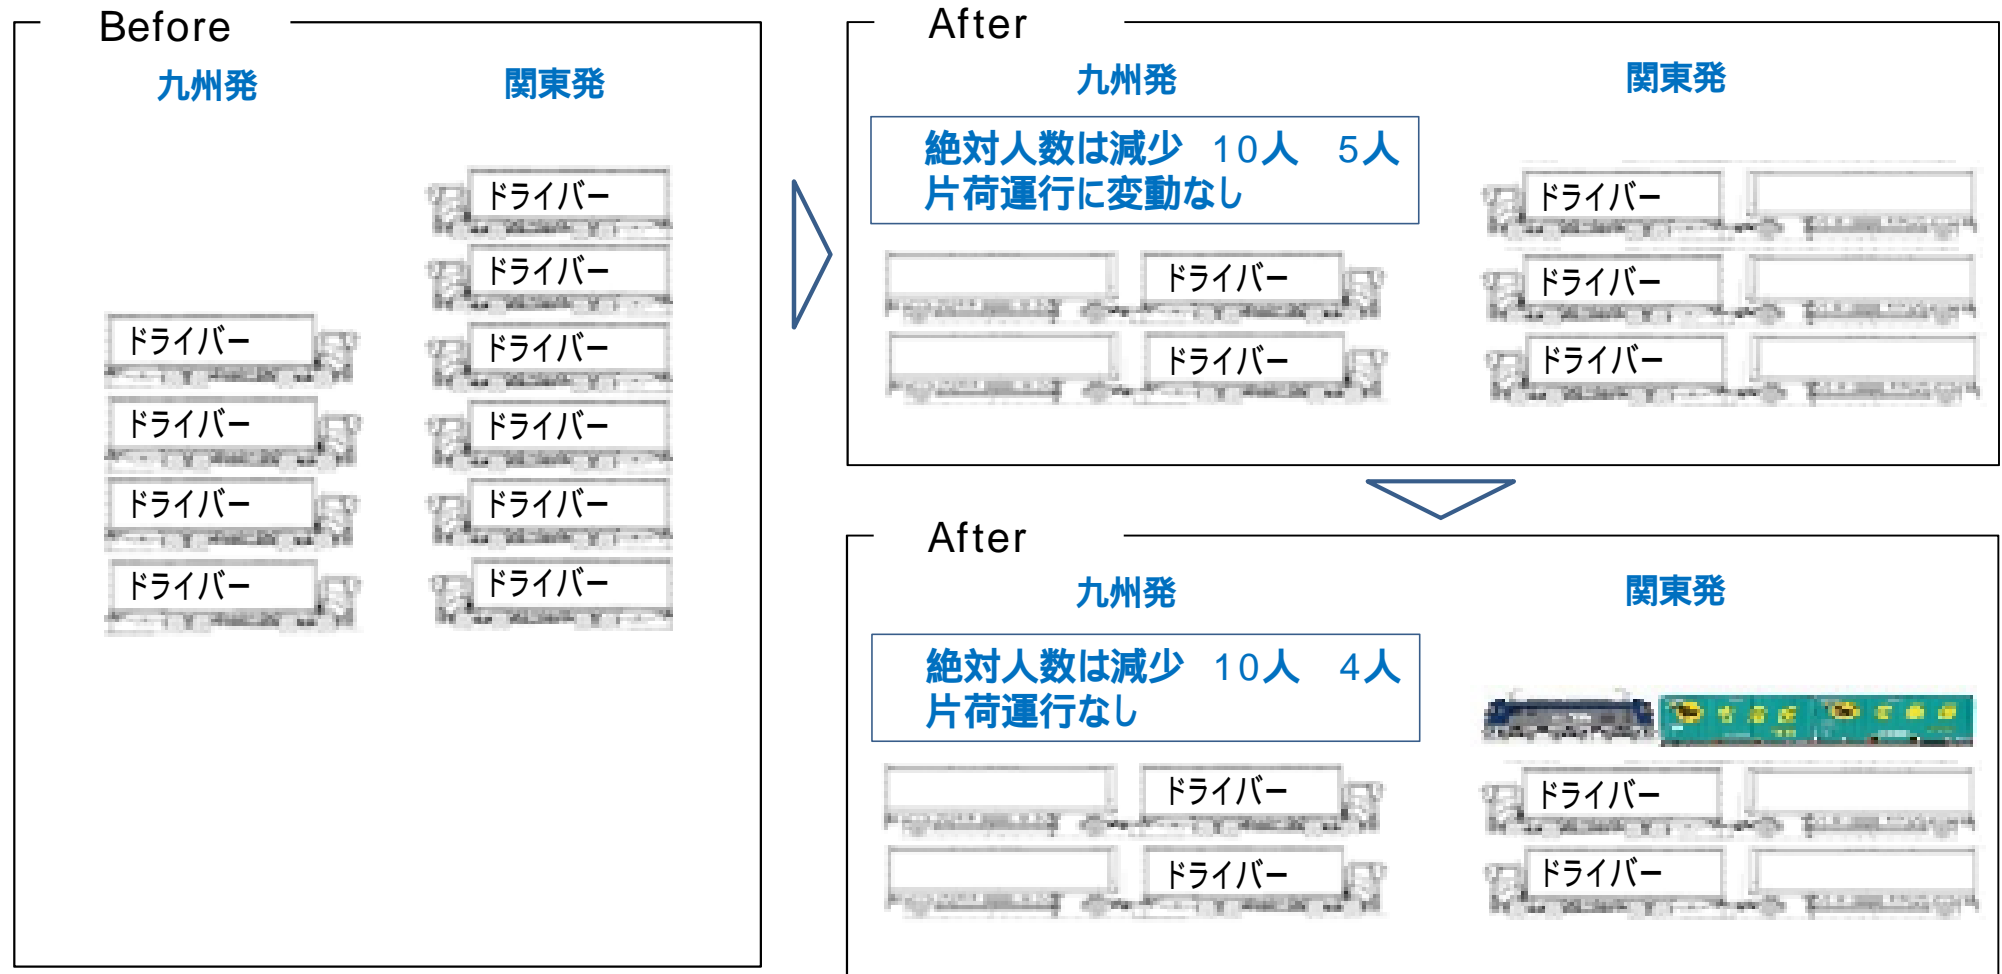 Before
九州発
関東発
ドライバー
ドライバー
ドライバー
ドライバー
ドライバー
ドライバー
ドライバー
ドライバー
ドライバー
ドライバー
After
九州発
関東発
絶対人数は減少 10人 5人
片荷運行に変動なし
ドライバー
ドライバー
ドライバー
ドライバー
ドライバー
After
九州発
関東発
絶対人数は減少 10人 4人
片荷運行なし
ドライバー
ドライバー
ドライバー
ドライバー